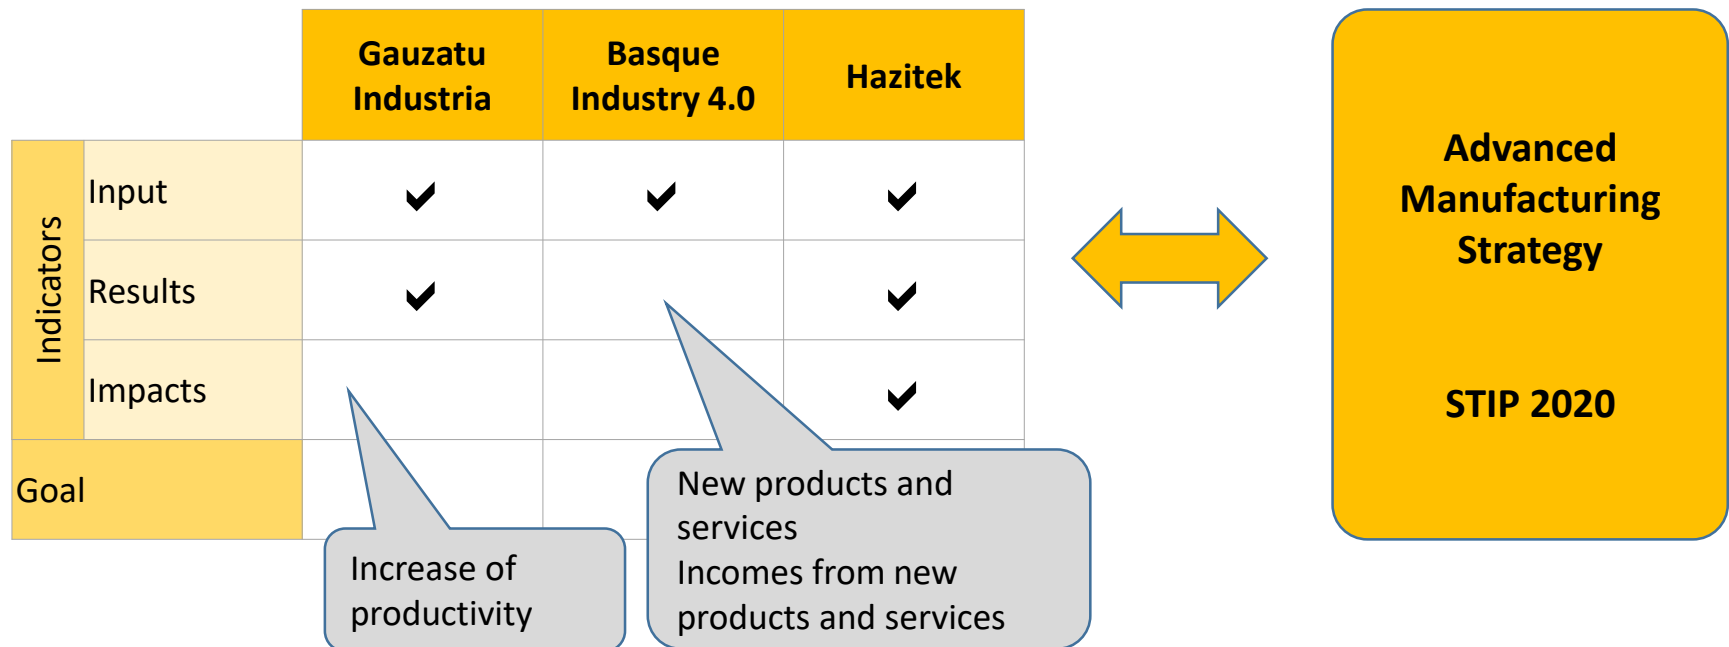 Gauzatu
Industria
Basque
Industry 4.0
Hazitek
Indicators
Input
Results
Impacts
Goal
Increase of
productivity
New products and
services
Incomes from new
products and services
Advanced
Manufacturing
Strategy
STIP 2020